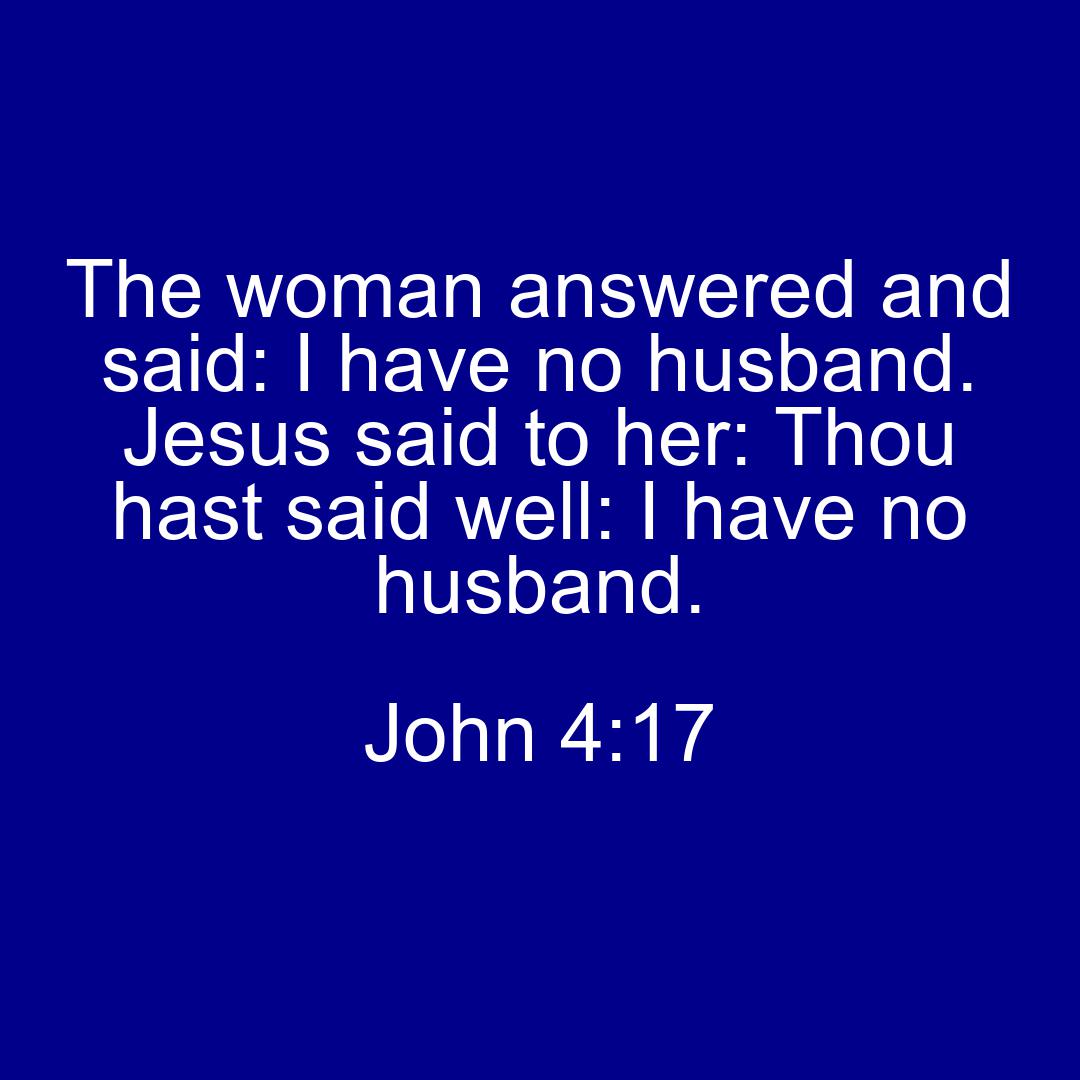 The woman answered and
said: I have no husband.
Jesus said to her: Thou
hast said well: I have no
husband.
John 4:17